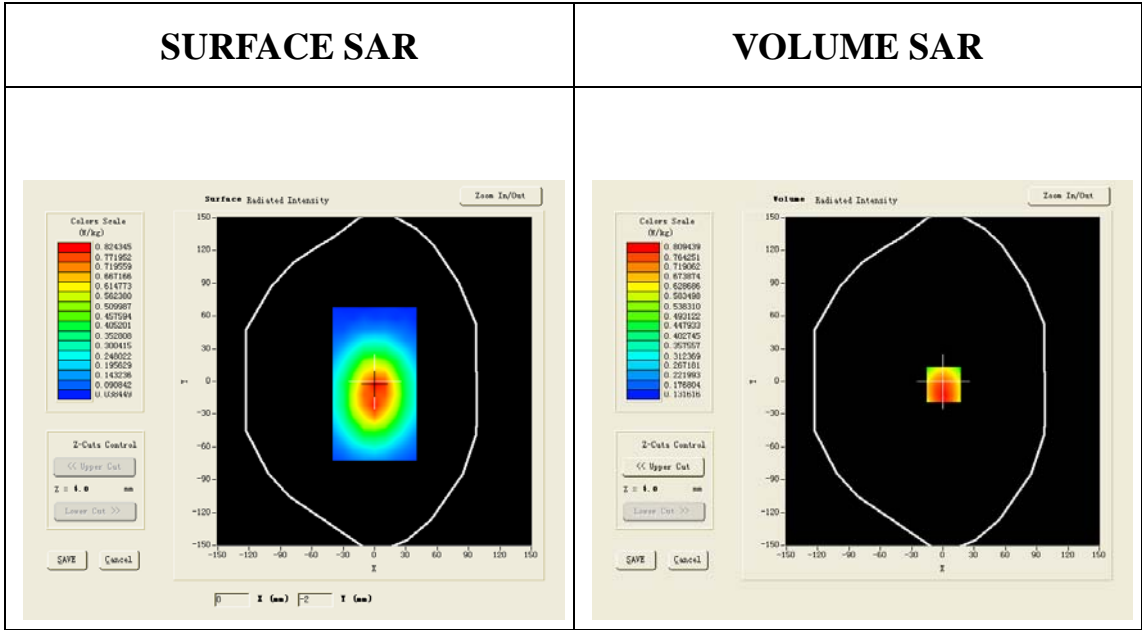 SURFACE SAR
VOLUME SAR
Surface Radiated Intensity
Zoom In/Out
Colors Scale
(W/kg)
0.824345
0.771952
0.719559
0.667166
0.614773
0.562380
0.509987
0.457594
0.405201
0.352808
0.300415
0.248022
0.195629
0.143236
0.090842
0.038449
150
120
90
60
30
0
-30
-60
-90
-120
-150
Y
-150 -120 -90 -60 -30 0 30 60 90 120 150
X
Z-Cuts Control
<< Upper Cut
Z = 4.0 mm
Lower Cut >>
SAVE Cancel
0 X (mm) -2 Y (mm)
Volume Radiated Intensity
Zoom In/Out
Colors Scale
(W/kg)
0.809439
0.764251
0.719062
0.673874
0.628686
0.583498
0.538310
0.493122
0.447933
0.402745
0.357557
0.312369
0.267181
0.221993
0.176804
0.131616
150
120
90
60
30
0
-30
-60
-90
-120
-150
Y
-150 -120 -90 -60 -30 0 30 60 90 120 150
X
Z-Cuts Control
<< Upper Cut
Z = 4.0 mm
Lower Cut >>
SAVE Cancel